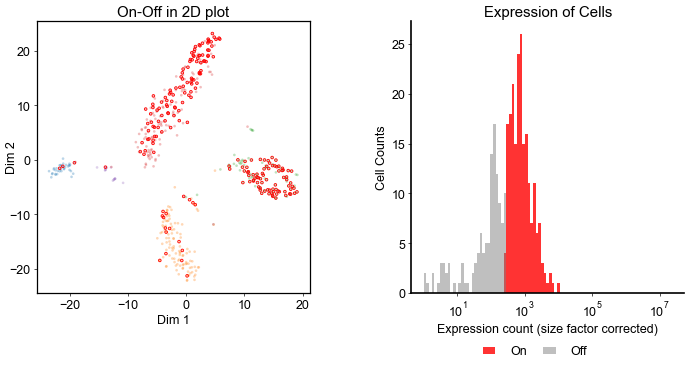 On-Off in 2D plot
20
10
0
−10
−20
−20 −10 0 10 20
Dim 2
Dim 1
Expression of Cells
25
20
15
10
5
0
10^1 10^3 10^5 10^7
Cell Counts
Expression count (size factor corrected)
On Off